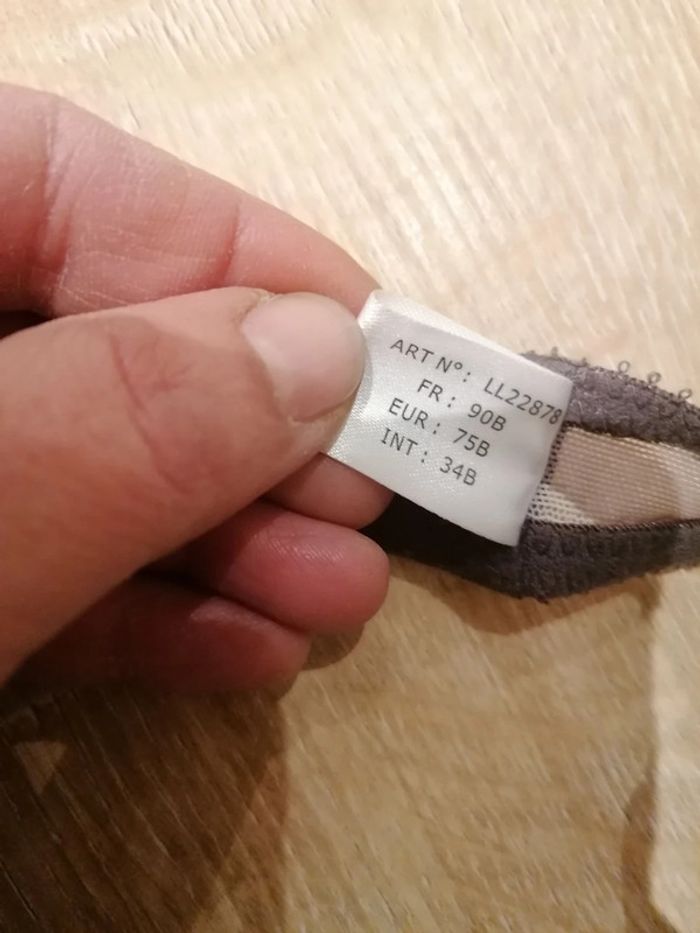 ART N°: LL22878
FR: 90B
EUR: 75B
INT: 34B